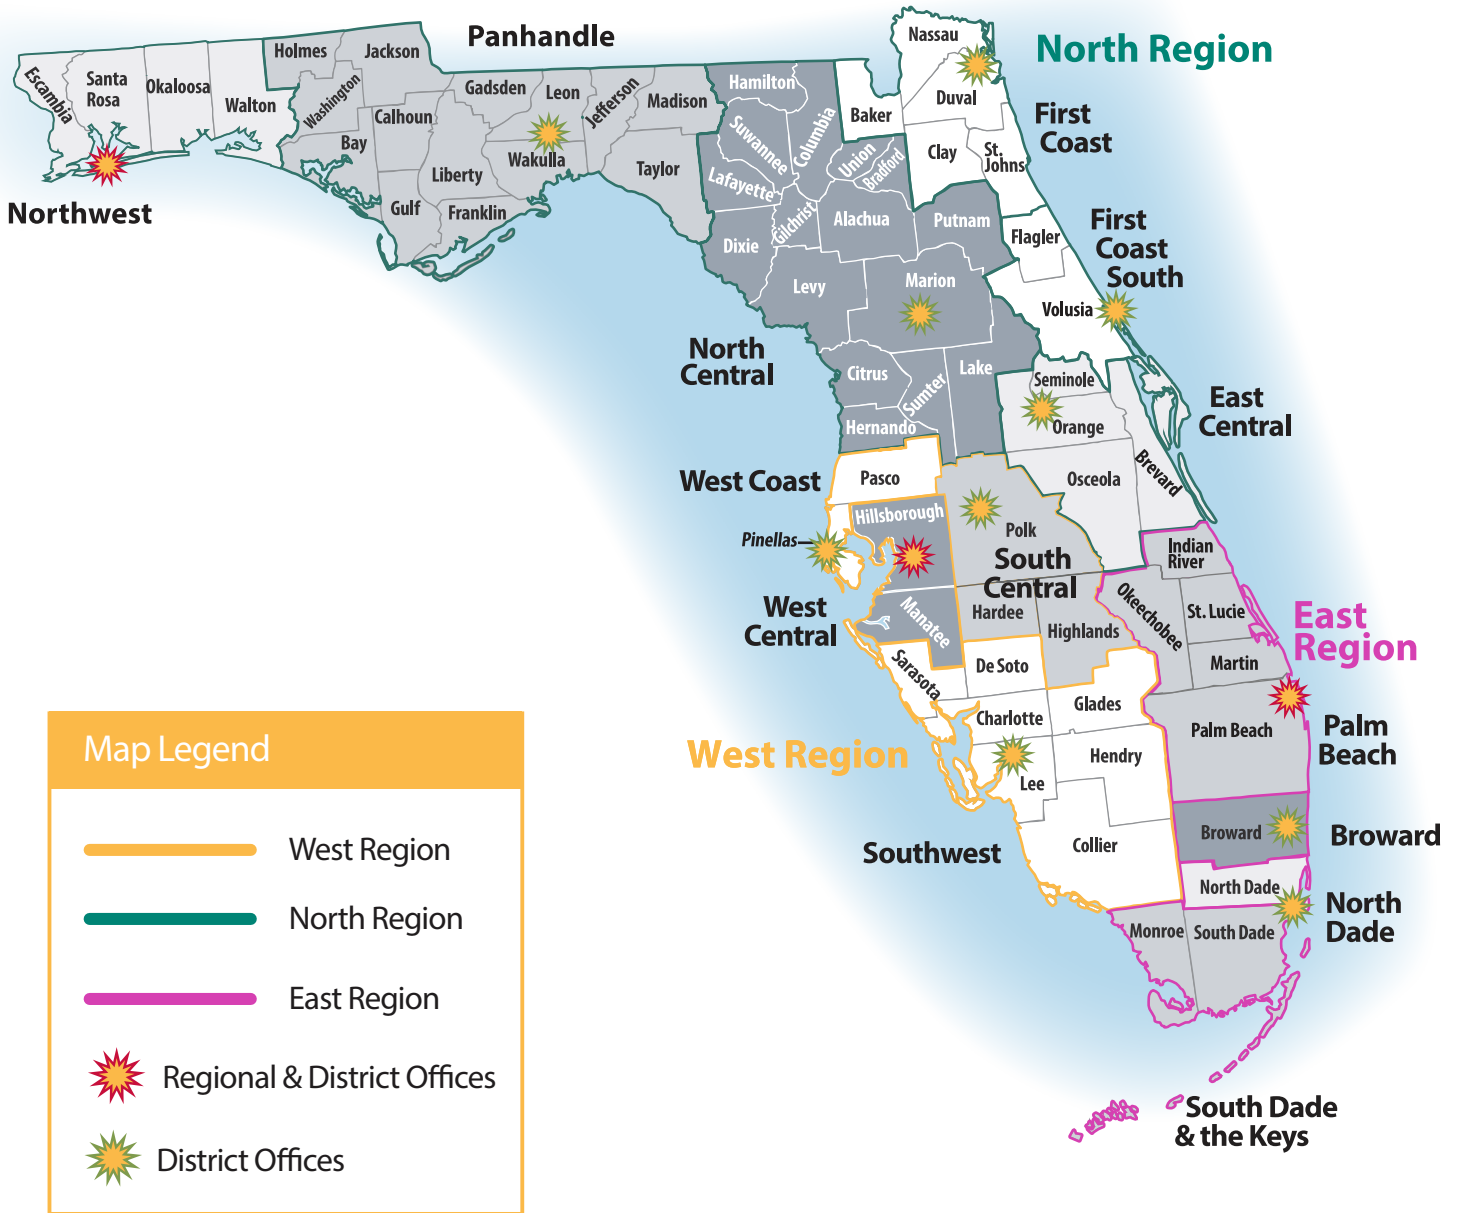 Panhandle
North Region
Nassau
Holmes
Jackson
Escambia
Santa
Rosa
Okaloosa
Walton
Washington
Gadsden
Leon
Jefferson
Madison
Hamilton
Baker
Duval
First
Coast
Calhoun
Bay
Wakulla
Liberty
Taylor
Suwannee
Columbia
Union
Bradford
Clay
St.
Johns
Northwest
Gulf
Franklin
Lafayette
Gilchrist
Alachua
Putnam
Flagler
First
Coast
South
Dixie
Levy
Marion
Volusia
North
Central
Citrus
Sumter
Lake
Seminole
Orange
East
Central
Hernando
West Coast
Pasco
Osceola
Brevard
Pinellas
Hillsborough
Polk
South
Central
Indian
River
West
Central
Manatee
Hardee
Highlands
Okeechobee
St. Lucie
East
Region
Sarasota
De Soto
Martin
Charlotte
Glades
Palm Beach
Palm
Beach
West Region
Lee
Hendry
Southwest
Collier
Broward
Broward
North Dade
North
Dade
Monroe
South Dade
South Dade
& the Keys
Map Legend
West Region
North Region
East Region
Regional & District Offices
District Offices